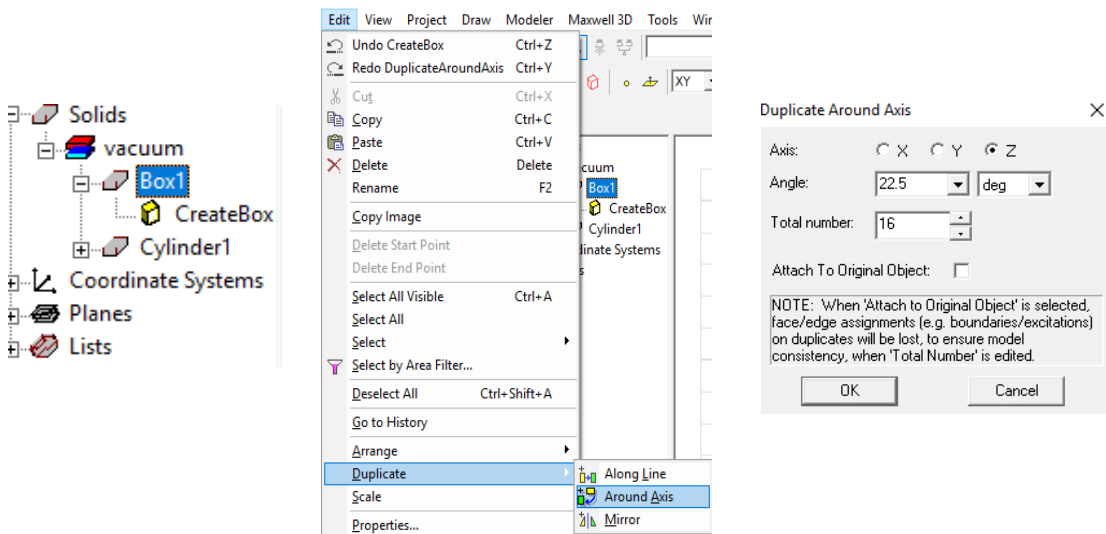 Solids
vacuum
Box1
CreateBox
Cylinder1
Coordinate Systems
Planes
Lists
Edit View Project Draw Modeler Maxwell 3D Tools Wir
Undo CreateBox Ctrl+Z
Redo DuplicateAroundAxis Ctrl+Y
Cut Ctrl+X
Copy Ctrl+C
Paste Ctrl+V
Delete Delete
Rename F2
Copy Image
Delete Start Point
Delete End Point
Select All Visible Ctrl+A
Select All
Select
Select by Area Filter...
Deselect All Ctrl+Shift+A
Go to History
Arrange
Duplicate
Scale
Properties...
XY
cuum
Box1
CreateBox
Cylinder1
dinate Systems
s
Along Line
Around Axis
Mirror
Duplicate Around Axis
Axis: X Y Z
Angle: 22.5 deg
Total number: 16
Attach To Original Object:
NOTE: When 'Attach to Original Object' is selected,
face/edge assignments (e.g. boundaries/excitations)
on duplicates will be lost, to ensure model
consistency, when 'Total Number' is edited.
OK Cancel